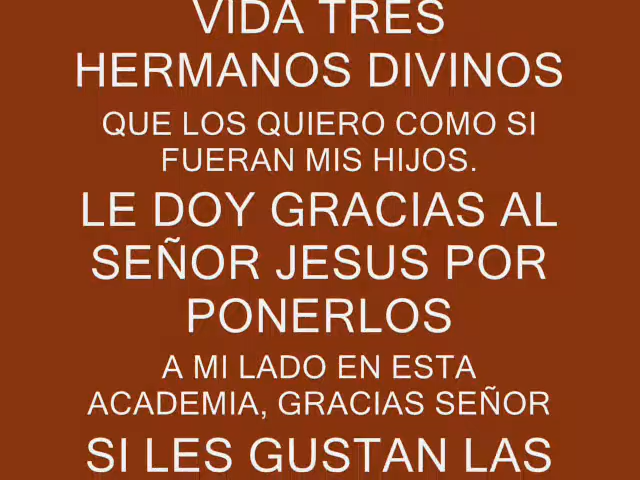 VIDA TRES
HERMANOS DIVINOS
QUE LOS QUIERO COMO SI
FUERAN MIS HIJOS.
LE DOY GRACIAS AL
SEÑOR JESUS POR
PONERLOS
A MI LADO EN ESTA
ACADEMIA, GRACIAS SEÑOR
SI LES GUSTAN LAS